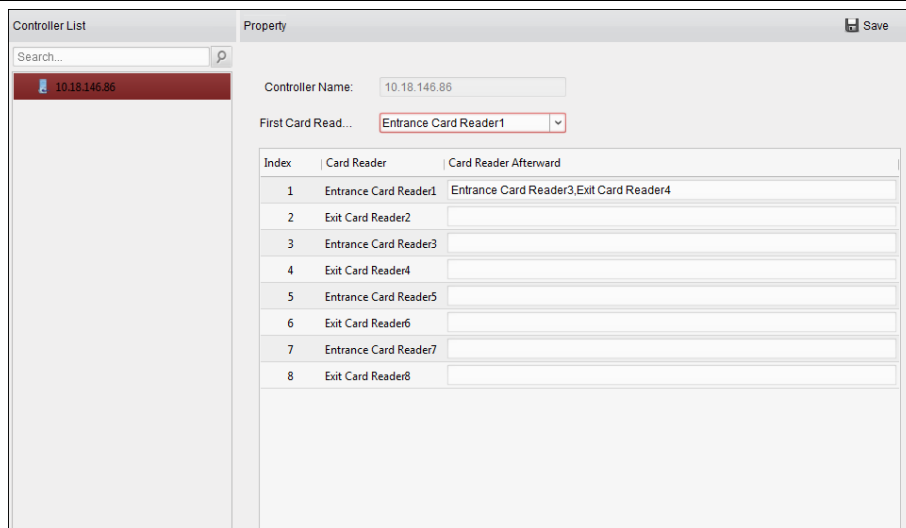 Controller List
Property
Save
Search...
10.18.146.86
Controller Name: 10.18.146.86
First Card Read... Entrance Card Reader1
Index Card Reader Card Reader Afterward
1 Entrance Card Reader1 Entrance Card Reader3,Exit Card Reader4
2 Exit Card Reader2
3 Entrance Card Reader3
4 Exit Card Reader4
5 Entrance Card Reader5
6 Exit Card Reader6
7 Entrance Card Reader7
8 Exit Card Reader8